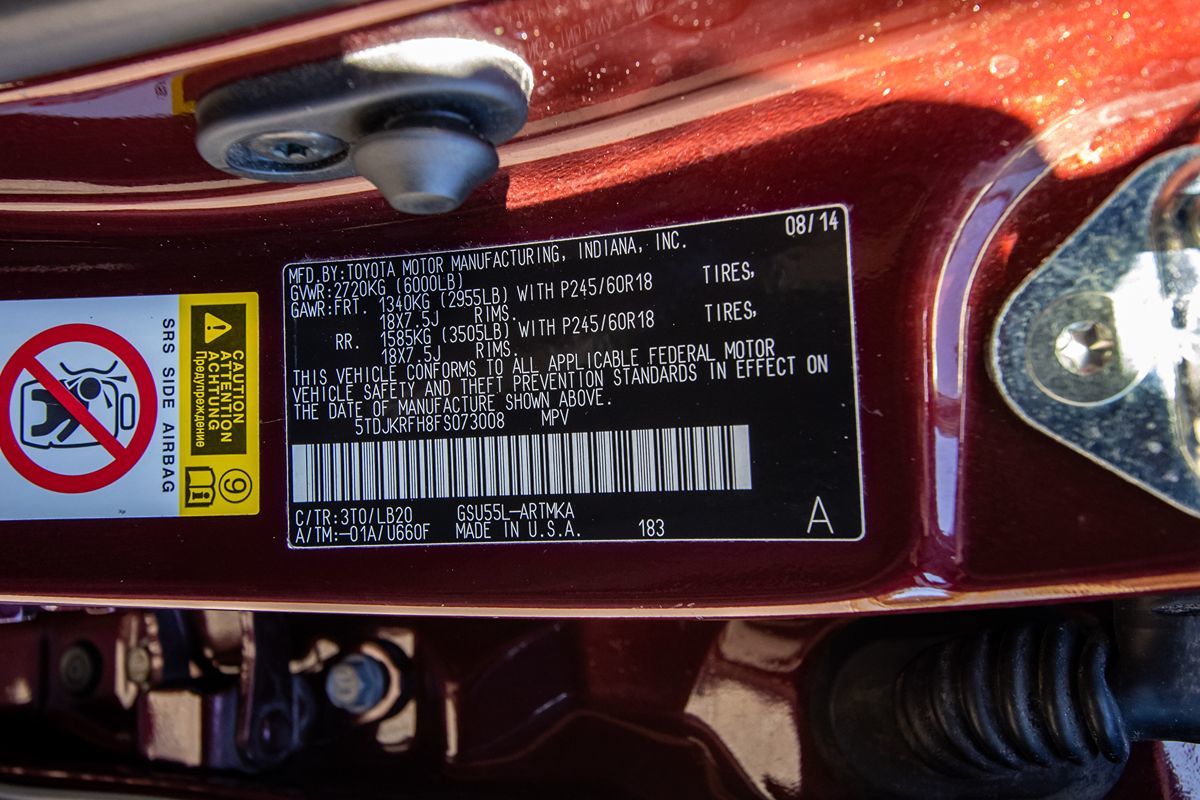 08/14
MFD.BY:TOYOTA MOTOR MANUFACTURING, INDIANA, INC.
GVWR:2720KG (6000LB)
GAWR:FRT. 1340KG (2955LB) WITH P245/60R18 TIRES,
18X7.5J RIMS.
RR. 1585KG (3505LB) WITH P245/60R18 TIRES,
18X7.5J RIMS.
THIS VEHICLE CONFORMS TO ALL APPLICABLE FEDERAL MOTOR
VEHICLE SAFETY AND THEFT PREVENTION STANDARDS IN EFFECT ON
THE DATE OF MANUFACTURE SHOWN ABOVE.
5TDJKRFH8FS073008 MPV
C/TR:3T0/LB20 GSU55L-ARTMKA
A/TM:-01A/U660F MADE IN U.S.A. 183 A
CAUTION
ATTENTION
ACHTUNG
Предупреждение
SRS SIDE AIRBAG
9